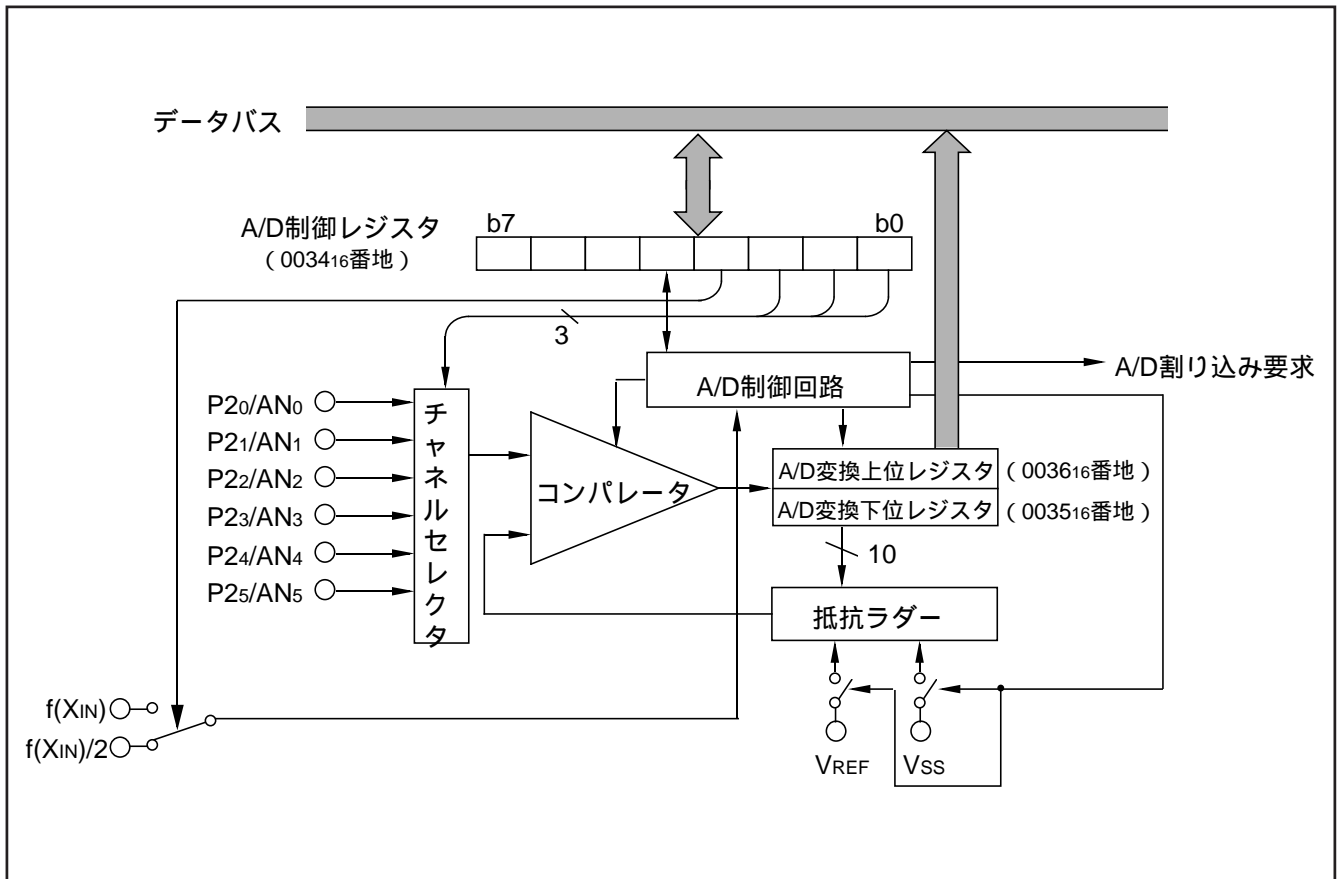 データバス
A/D制御レジスタ
（003416番地）
b7
b0
3
A/D制御回路
A/D割り込み要求
P20/AN0
P21/AN1
P22/AN2
P23/AN3
P24/AN4
P25/AN5
チャネルセレクタ
コンパレータ
A/D変換上位レジスタ（003616番地）
A/D変換下位レジスタ（003516番地）
10
抵抗ラダー
f(XIN)
f(XIN)/2
VREF
VSS